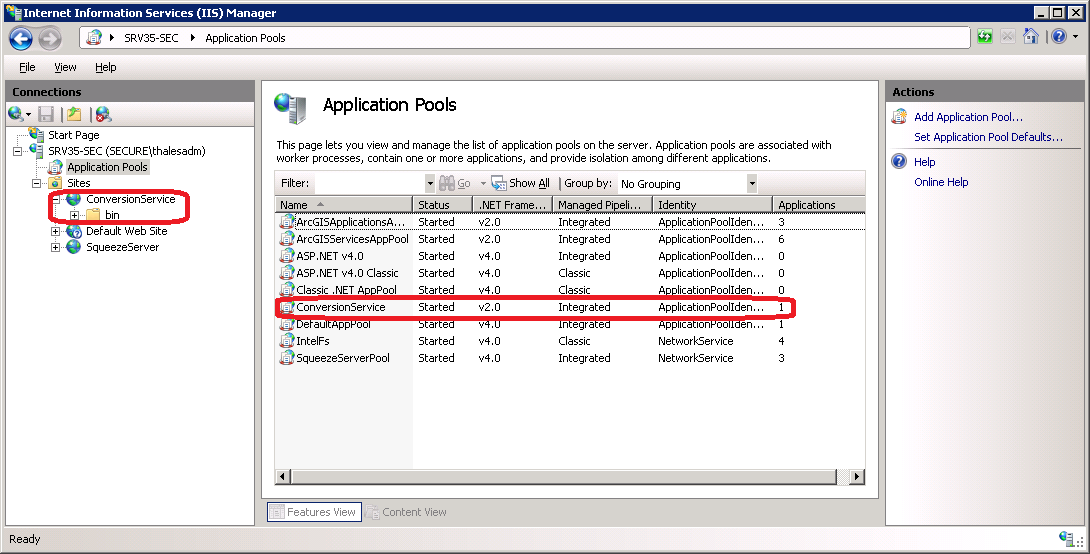 Internet Information Services (IIS) Manager
SRV35-SEC Application Pools
File View Help
Connections
Start Page
SRV35-SEC (SECURE\thalesadm)
Application Pools
Sites
ConversionService
bin
Default Web Site
SqueezeServer
Application Pools
This page lets you view and manage the list of application pools on the server. Application pools are associated with
worker processes, contain one or more applications, and provide isolation among different applications.
Filter: Go Show All Group by: No Grouping
Name Status .NET Frame... Managed Pipeli... Identity Applications
ArcGISApplicationsA... Started v2.0 Integrated ApplicationPoolIden... 3
ArcGISServicesAppPool Started v2.0 Integrated ApplicationPoolIden... 6
ASP.NET v4.0 Started v4.0 Integrated ApplicationPoolIden... 0
ASP.NET v4.0 Classic Started v4.0 Classic ApplicationPoolIden... 0
Classic .NET AppPool Started v4.0 Classic ApplicationPoolIden... 0
ConversionService Started v2.0 Integrated ApplicationPoolIden... 1
DefaultAppPool Started v4.0 Integrated ApplicationPoolIden... 1
IntelFs Started v4.0 Classic NetworkService 4
SqueezeServerPool Started v4.0 Integrated NetworkService 3
Features View Content View
Actions
Add Application Pool...
Set Application Pool Defaults...
Help
Online Help
Ready